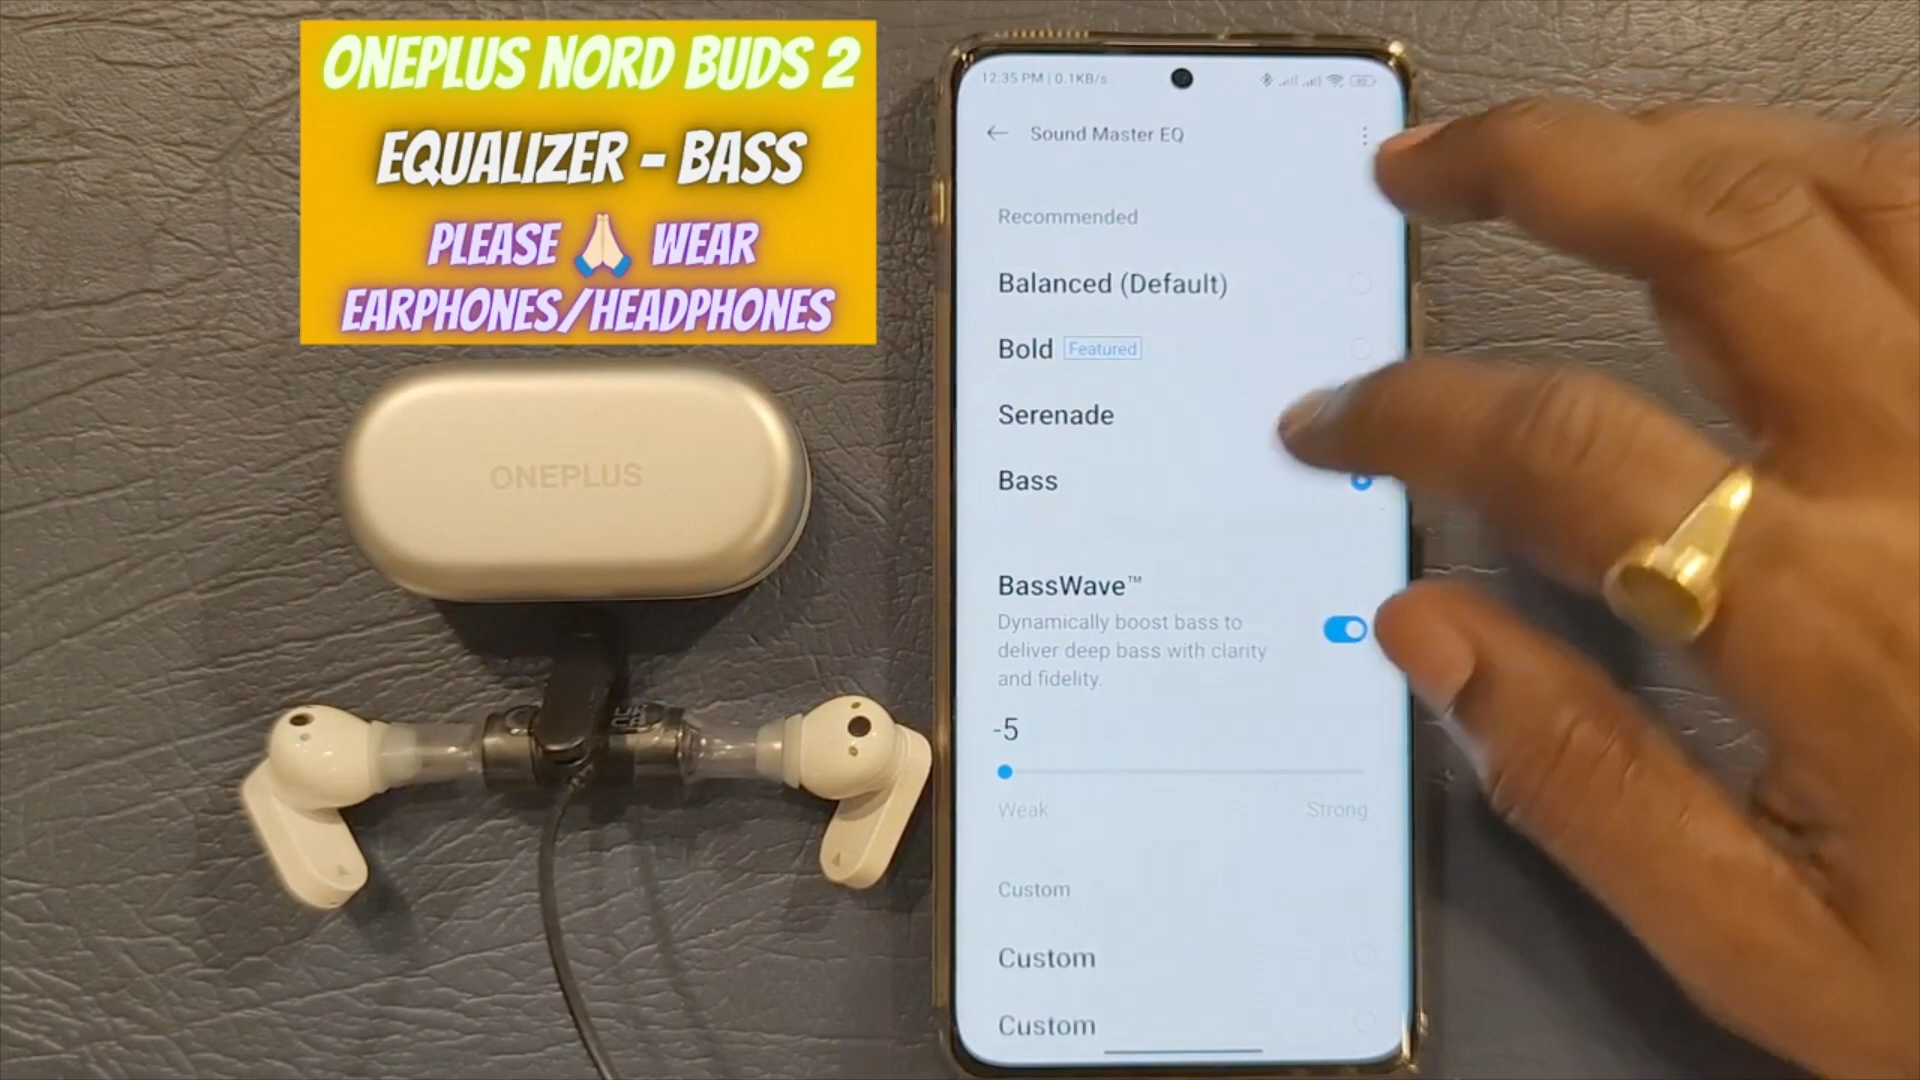 ONEPLUS NORD BUDS 2
EQUALIZER - BASS
PLEASE 🙏🏻 WEAR
EARPHONES/HEADPHONES
ONEPLUS
12:35 PM | 0.1KB/s
Sound Master EQ
Recommended
Balanced (Default)
Bold Featured
Serenade
Bass
BassWave™
Dynamically boost bass to
deliver deep bass with clarity
and fidelity.
-5
Weak Strong
Custom
Custom
Custom